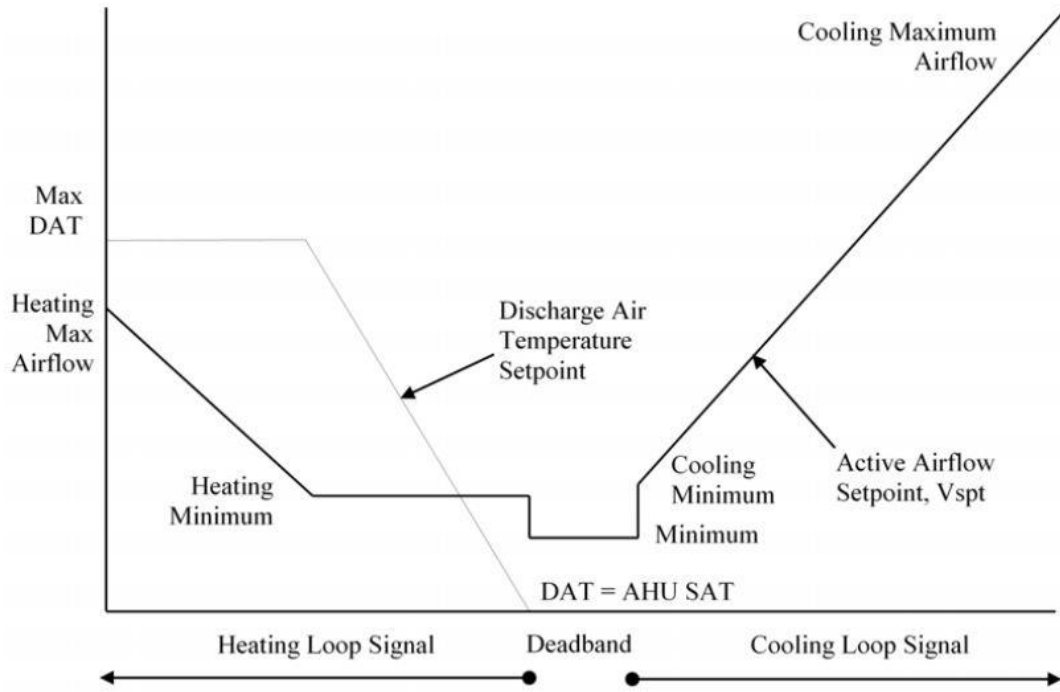 Cooling Maximum
Airflow
Max
DAT
Heating
Max
Airflow
Discharge Air
Temperature
Setpoint
Heating
Minimum
Cooling
Minimum
Active Airflow
Setpoint, Vspt
Minimum
DAT = AHU SAT
Heating Loop Signal
Deadband
Cooling Loop Signal